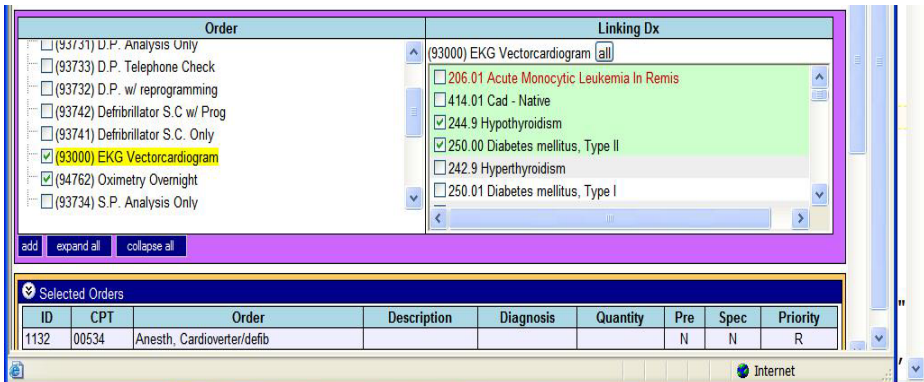 Order
Linking Dx
(93731) D.P. Analysis Only
(93733) D.P. Telephone Check
(93732) D.P. w/ reprogramming
(93742) Defribrillator S.C w/ Prog
(93741) Defibrillator S.C. Only
(93000) EKG Vectorcardiogram
(94762) Oximetry Overnight
(93734) S.P. Analysis Only
(93000) EKG Vectorcardiogram all
206.01 Acute Monocytic Leukemia In Remis
414.01 Cad - Native
244.9 Hypothyroidism
250.00 Diabetes mellitus, Type II
242.9 Hyperthyroidism
250.01 Diabetes mellitus, Type I
add expand all collapse all
Selected Orders
ID CPT Order Description Diagnosis Quantity Pre Spec Priority
1132 00534 Anesth, Cardioverter/defib N N R
Internet
"
,